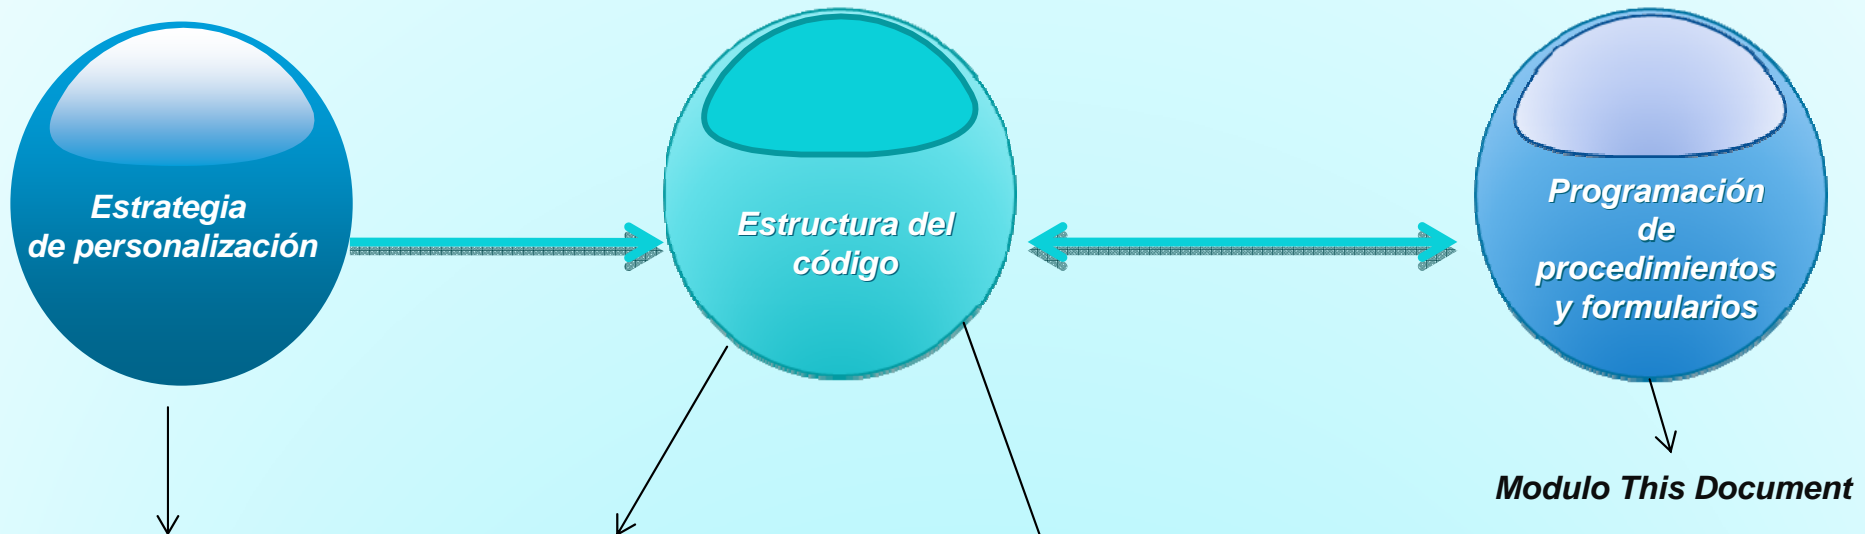 Estrategia
de personalización
Estructura del
código
Programación
de
procedimientos
y formularios
Modulo This Document